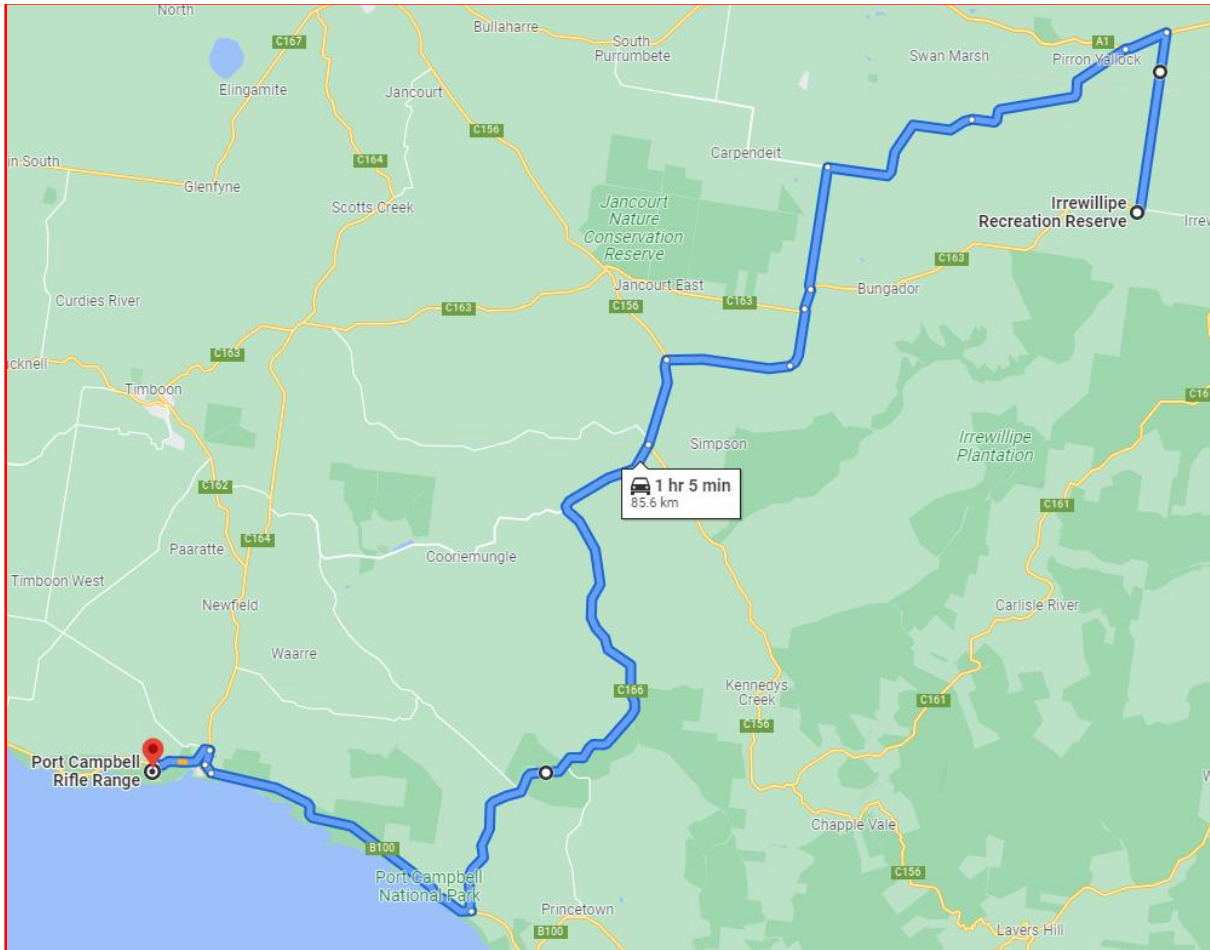 North
C167
Bullaharre
South
Purrumbete
Swan Marsh
A1
Pirron Yallock
Elingamite
Jancourt
C156
in South
Glenfyne
C164
Scotts Creek
Carpendeit
Jancourt
Nature
Conservation
Reserve
Irrewillipe
Recreation Reserve
Irrew
C163
Curdies River
Jancourt East
C163
Bungador
C163
C156
cknell
C163
Timboon
C16
Simpson
Irrewillipe
Plantation
1 hr 5 min
85.6 km
C162
C161
Paaratte
C164
Cooriemungle
Timboon West
Newfield
Carlisle River
Waarre
C166
Kennedys
Creek
C161
C156
Port Campbell
Rifle Range
W
Chapple Vale
B100
Port Campbell
National Park
C156
Princetown
B100
Lavers Hill